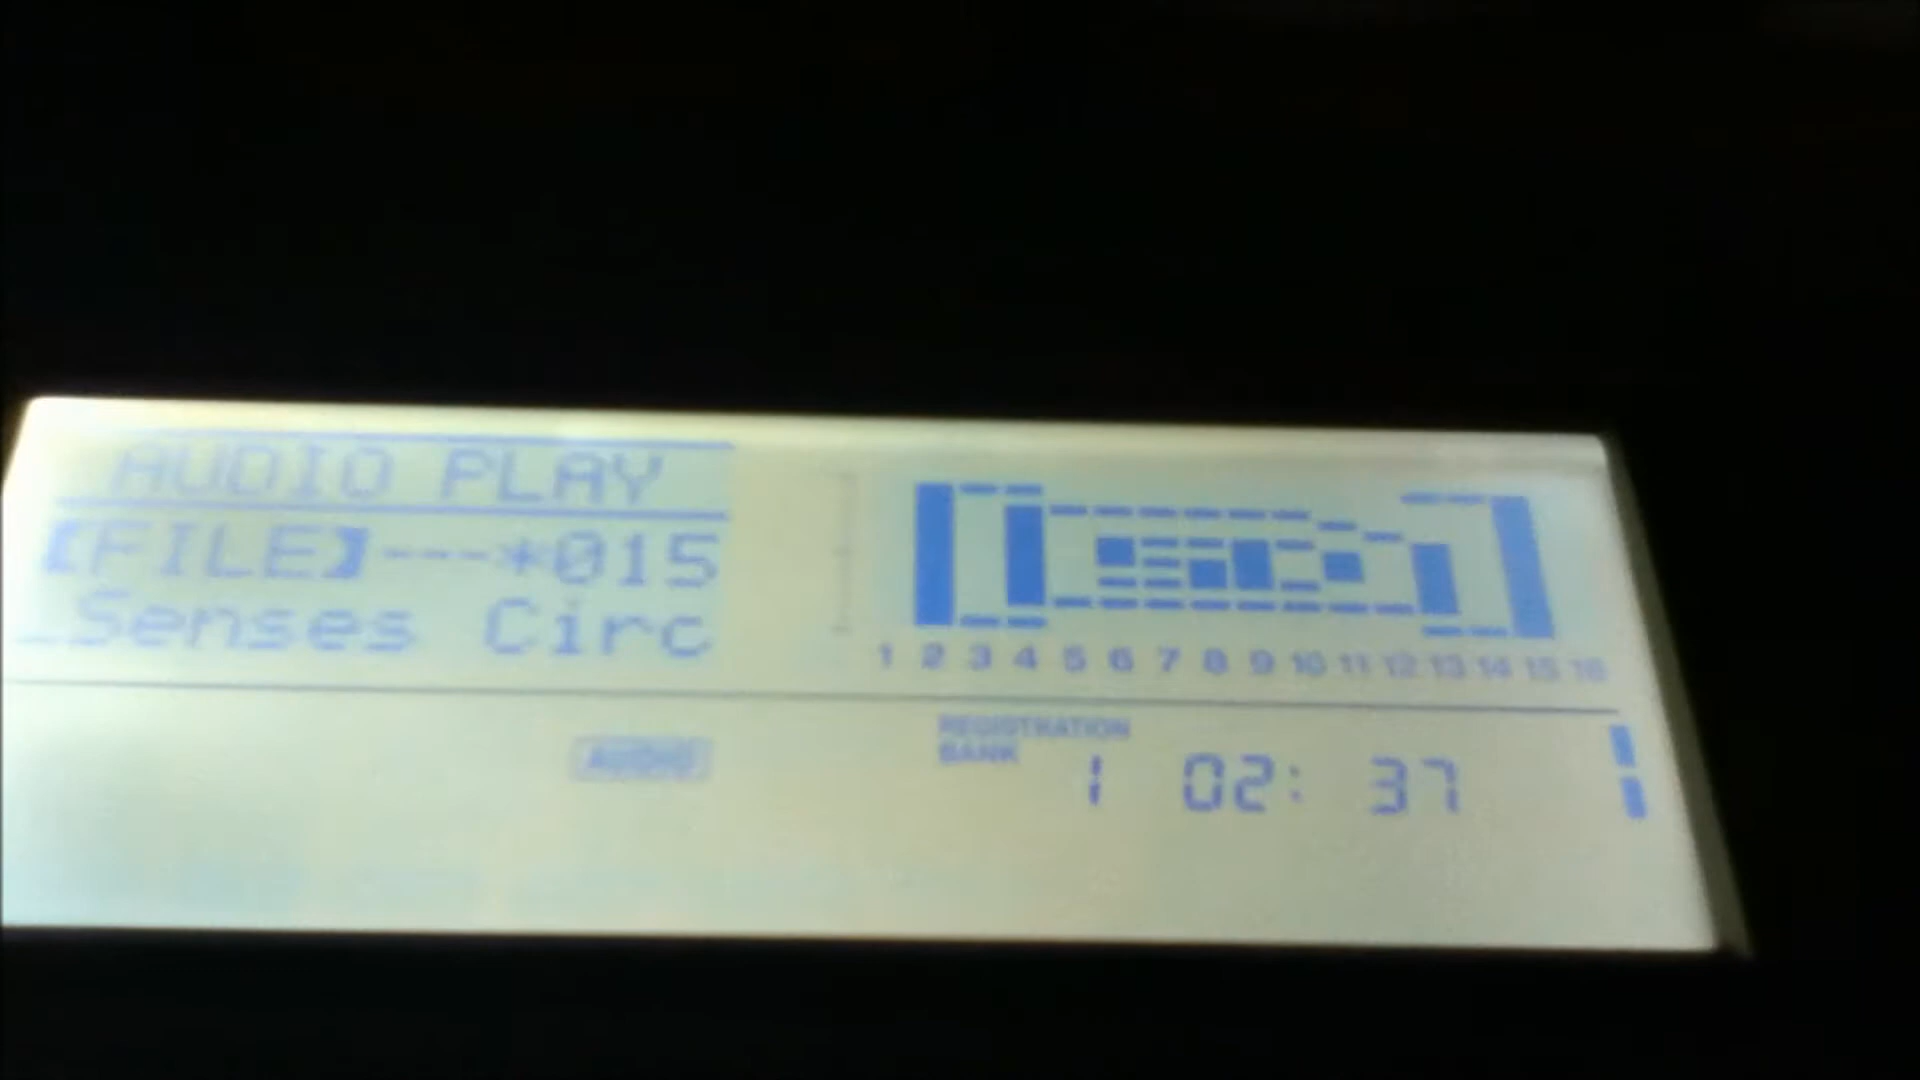 AUDIO PLAY
【FILE】---*015
_Senses Circ
1 2 3 4 5 6 7 8 9 10 11 12 13 14 15 16
AUDIO
REGISTRATION
BANK
1 02: 37